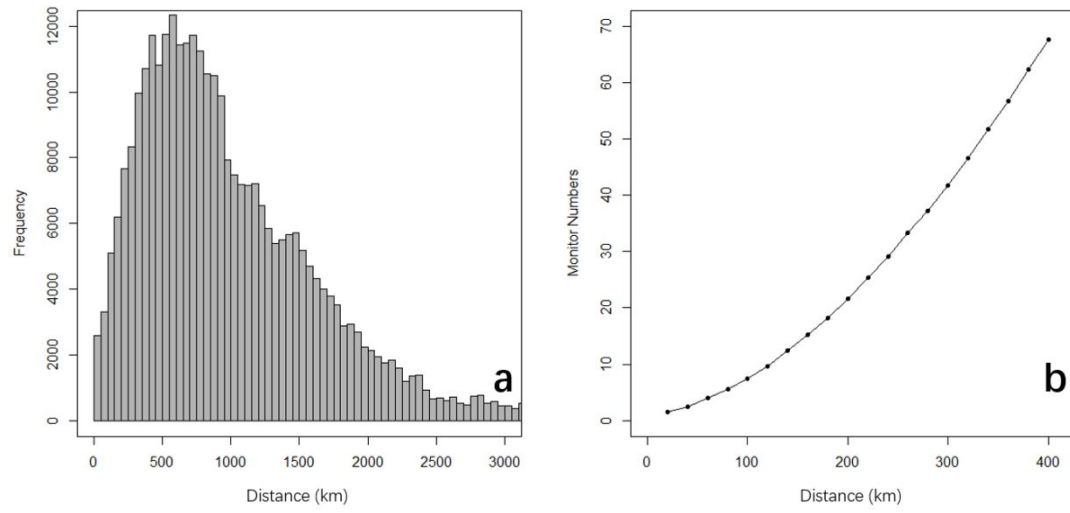 Frequency
0 2000 4000 6000 8000 10000 12000
0 500 1000 1500 2000 2500 3000
Distance (km)
a
Monitor Numbers
0 10 20 30 40 50 60 70
0 100 200 300 400
Distance (km)
b